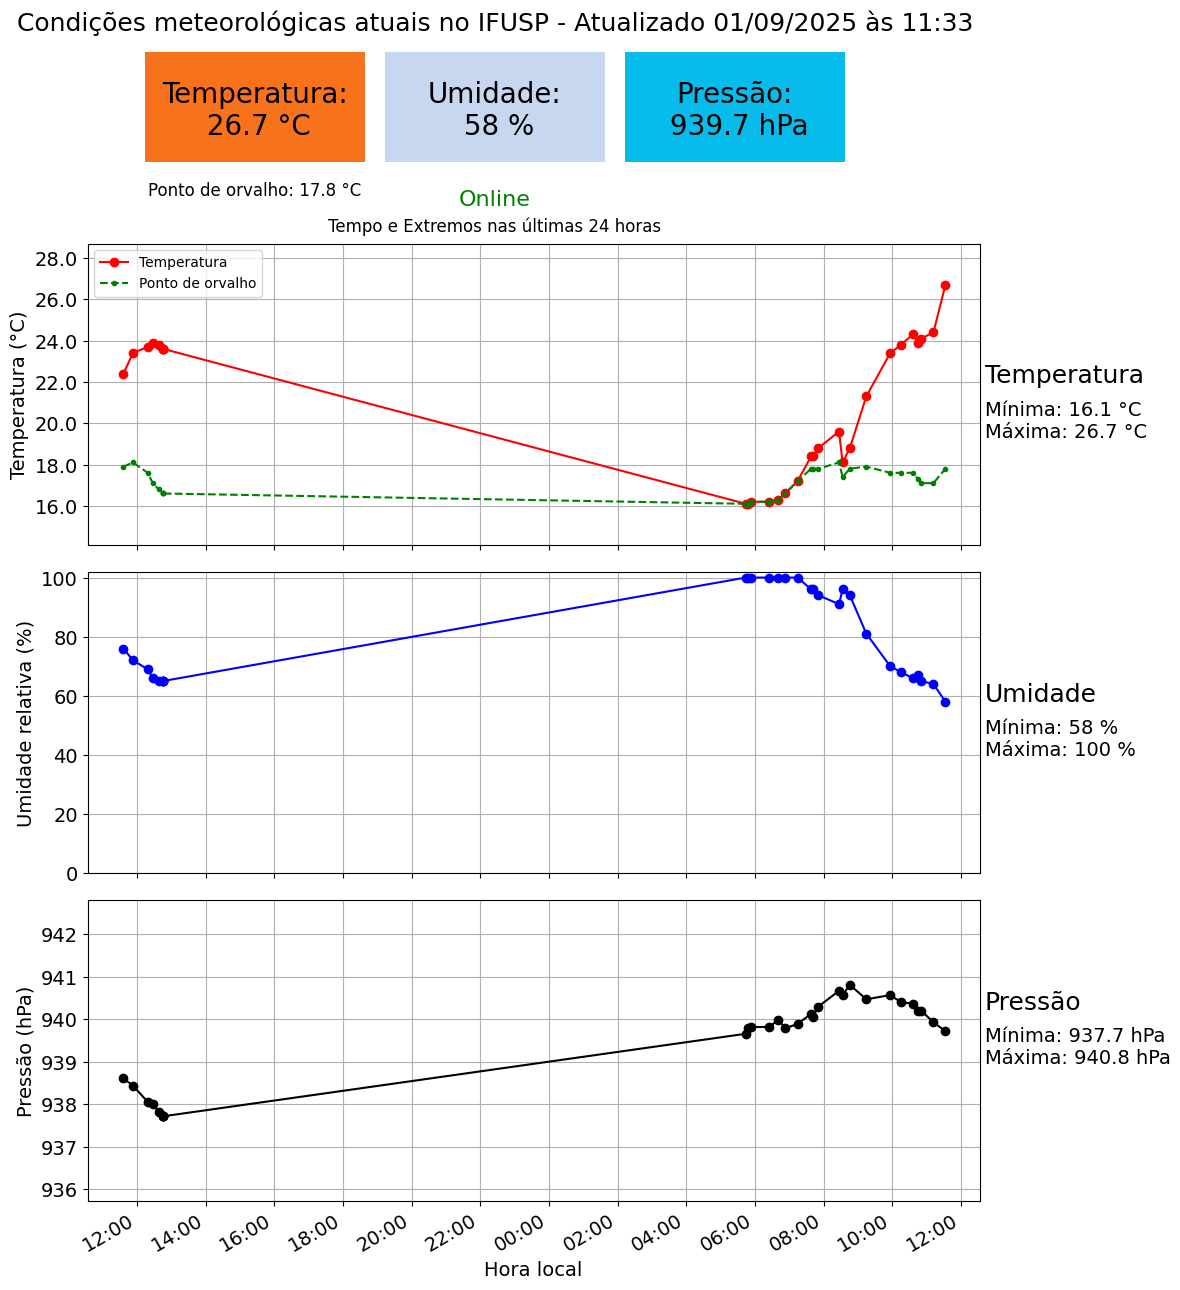 Condições meteorológicas atuais no IFUSP - Atualizado 01/09/2025 às 11:33
Temperatura:
26.7 °C
Umidade:
58 %
Pressão:
939.7 hPa
Ponto de orvalho: 17.8 °C
Online
Tempo e Extremos nas últimas 24 horas
Temperatura
Ponto de orvalho
28.0
26.0
24.0
22.0
20.0
18.0
16.0
Temperatura (°C)
Temperatura
Mínima: 16.1 °C
Máxima: 26.7 °C
100
80
60
40
20
0
Umidade relativa (%)
Umidade
Mínima: 58 %
Máxima: 100 %
942
941
940
939
938
937
936
Pressão (hPa)
Pressão
Mínima: 937.7 hPa
Máxima: 940.8 hPa
12:00 14:00 16:00 18:00 20:00 22:00 00:00 02:00 04:00 06:00 08:00 10:00 12:00
Hora local